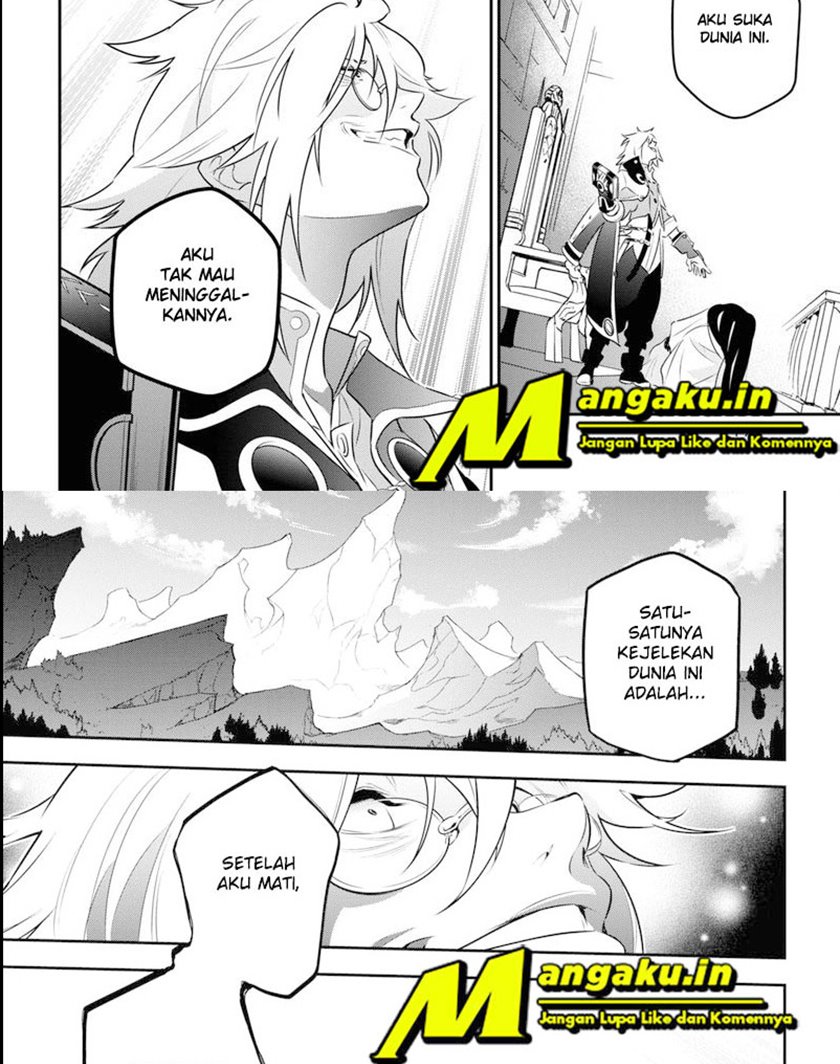 AKU SUKA
DUNIA INI.
AKU
TAK MAU
MENINGGAL-
KANNYA.
Mangaku.in
Jangan Lupa Like dan Komennya
SATU-
SATUNYA
KEJELEKAN
DUNIA INI
ADALAH...
SETELAH
AKU MATI,
Mangaku.in
Jangan Lupa Like dan Komennya